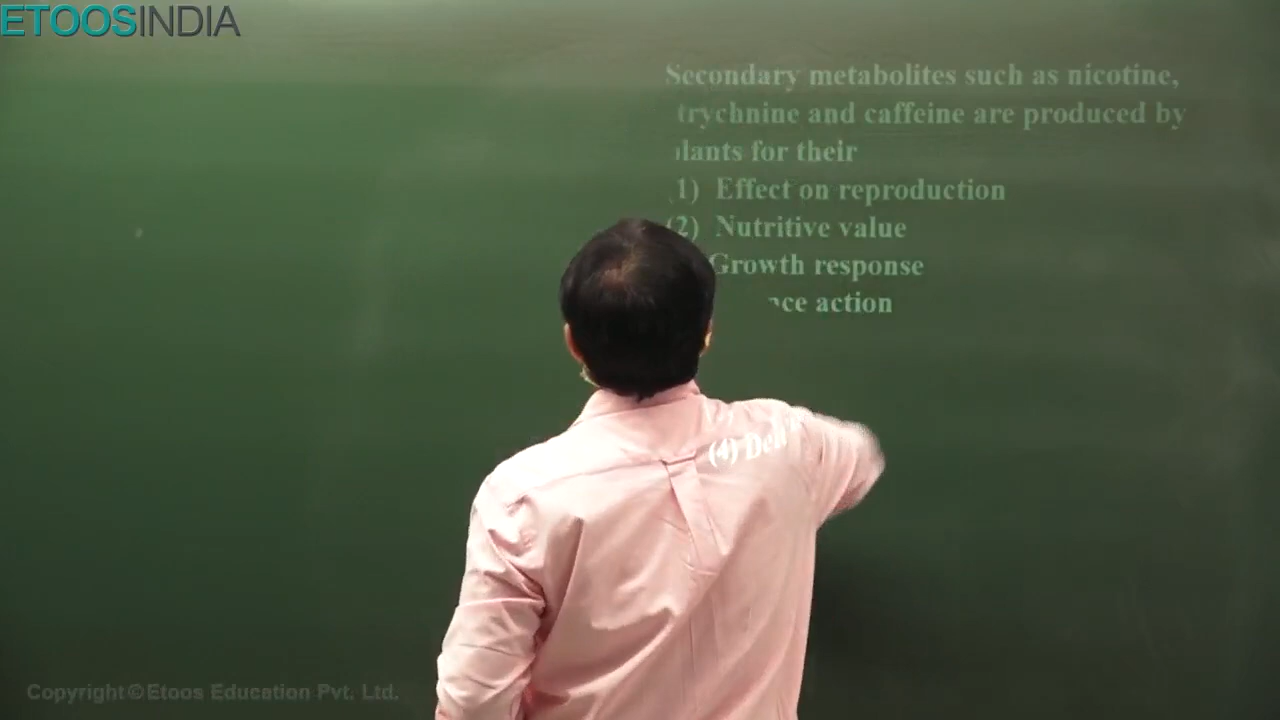 ETOOSINDIA
Secondary metabolites such as nicotine,
trychnine and caffeine are produced by
lants for their
1) Effect on reproduction
(2) Nutritive value
Growth response
nce action
(4) Def
Copyright © Etoos Education Pvt. Ltd.